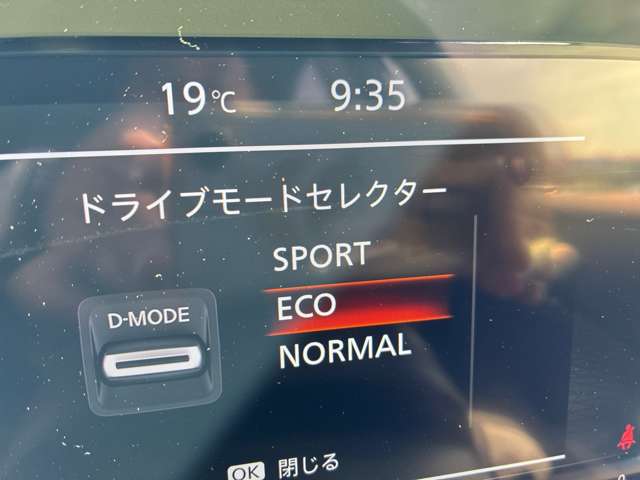 19℃ 9:35
ドライブモードセレクター
SPORT
D-MODE ECO
NORMAL
OK 閉じる